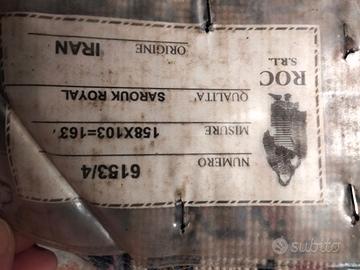 ROC
S.R.L.
NUMERO
6153/4
MISURE
158X103=163
QUALITA'
SAROUK ROYAL
ORIGINE
IRAN
subito